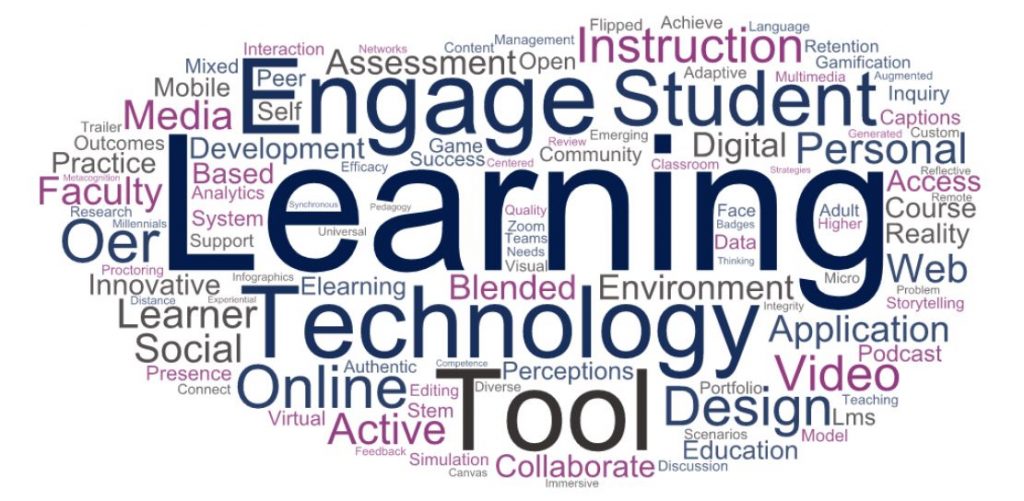 Flipped
Achieve
Language
Interaction
Networks
Content
Management
Instruction
Retention
Mixed
Peer
Assessment
Open
Adaptive
Multimedia
Gamification
Augmented
Mobile
Engage
Student
Inquiry
Media
Self
Captions
Trailer
Outcomes
Development
Game
Review
Emerging
Digital
Generated
Custom
Personal
Practice
Based
Efficacy
Success
Centered
Community
Classroom
Strategies
Reflective
Metacognition
Faculty
Analytics
Learning
Access
Remote
Research
Millennials
System
Synchronous
Pedagogy
Quality
Face
Adult
Course
Oer
Support
Universal
Zoom
Teams
Needs
Visual
Badges
Data
Thinking
Higher
Reality
Proctoring
Innovative
Infographics
Elearning
Blended
Environment
Micro
Problem
Web
Distance
Experiential
Integrity
Storytelling
Learner
Technology
Application
Social
Podcast
Presence
Authentic
Competence
Perceptions
Video
Connect
Online
Editing
Tool
Diverse
Portfolio
Teaching
Virtual
Active
Stem
Design
Lms
Scenarios
Model
Feedback
Simulation
Canvas
Collaborate
Discussion
Education
Immersive